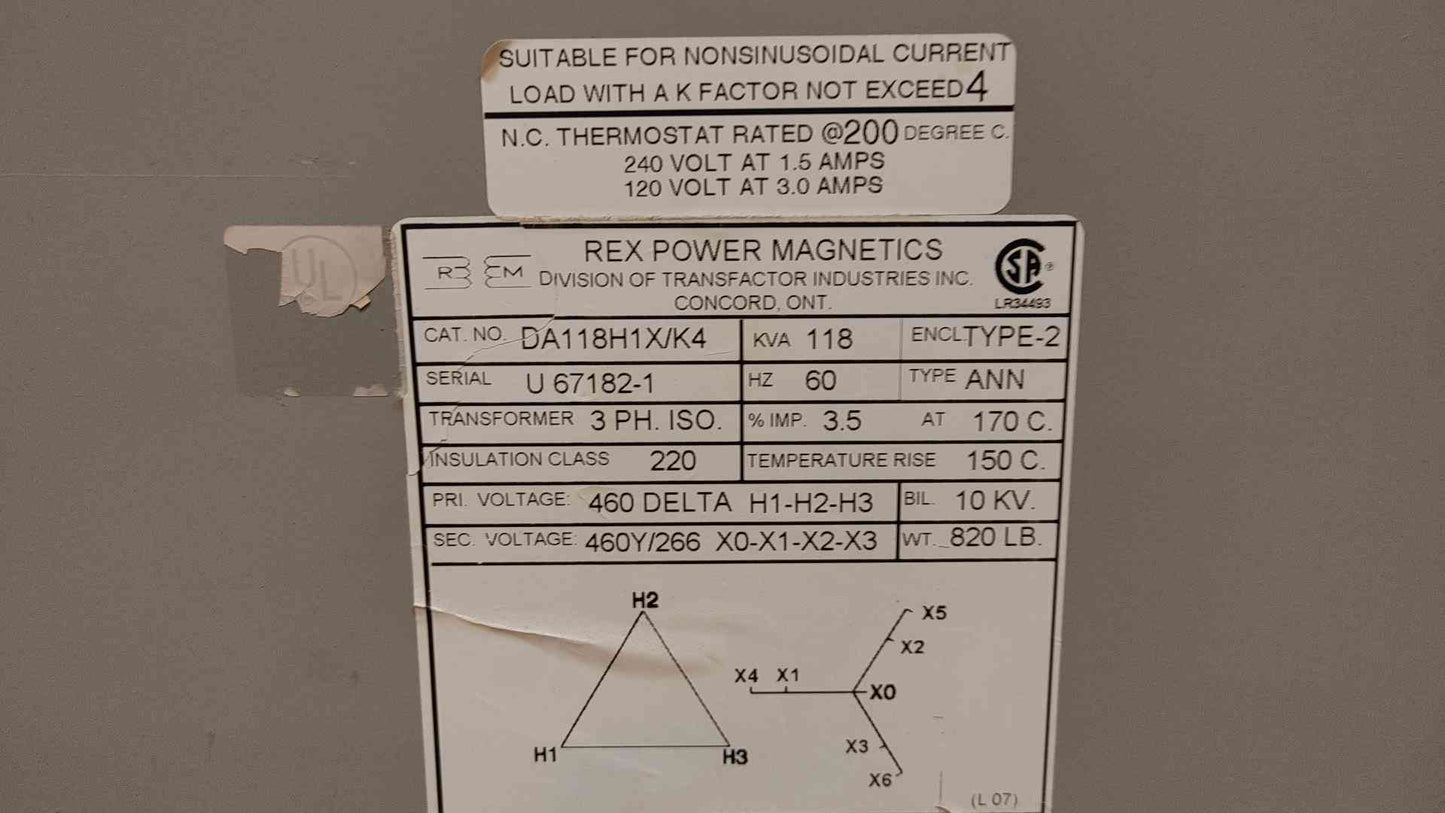 SUITABLE FOR NONSINUSOIDAL CURRENT
LOAD WITH A K FACTOR NOT EXCEED 4
N.C. THERMOSTAT RATED @200 DEGREE C.
240 VOLT AT 1.5 AMPS
120 VOLT AT 3.0 AMPS
UL
R EM REX POWER MAGNETICS
DIVISION OF TRANSFACTOR INDUSTRIES INC.
CONCORD, ONT.
SA ®
LR34493
CAT. NO. DA118H1X/K4 KVA 118 ENCL. TYPE-2
SERIAL U 67182-1 HZ 60 TYPE ANN
TRANSFORMER 3 PH. ISO. % IMP. 3.5 AT 170 C.
INSULATION CLASS 220 TEMPERATURE RISE 150 C.
PRI. VOLTAGE: 460 DELTA H1-H2-H3 BIL. 10 KV.
SEC. VOLTAGE: 460Y/266 X0-X1-X2-X3 WT. 820 LB.
H2
X5
X2
X4 X1
X0
X3
H1 H3
X6
(L 07)